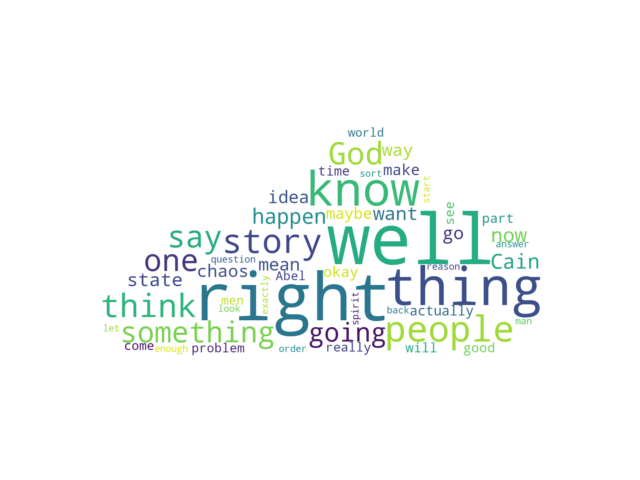 world
God way
time sort make
idea know start
happen maybe want see part
say story well go now answer
one question mean reason Cain
state chaos Abel okay
think right thing
men exactly spirit back actually
look
let something going people man
come enough problem order really will good